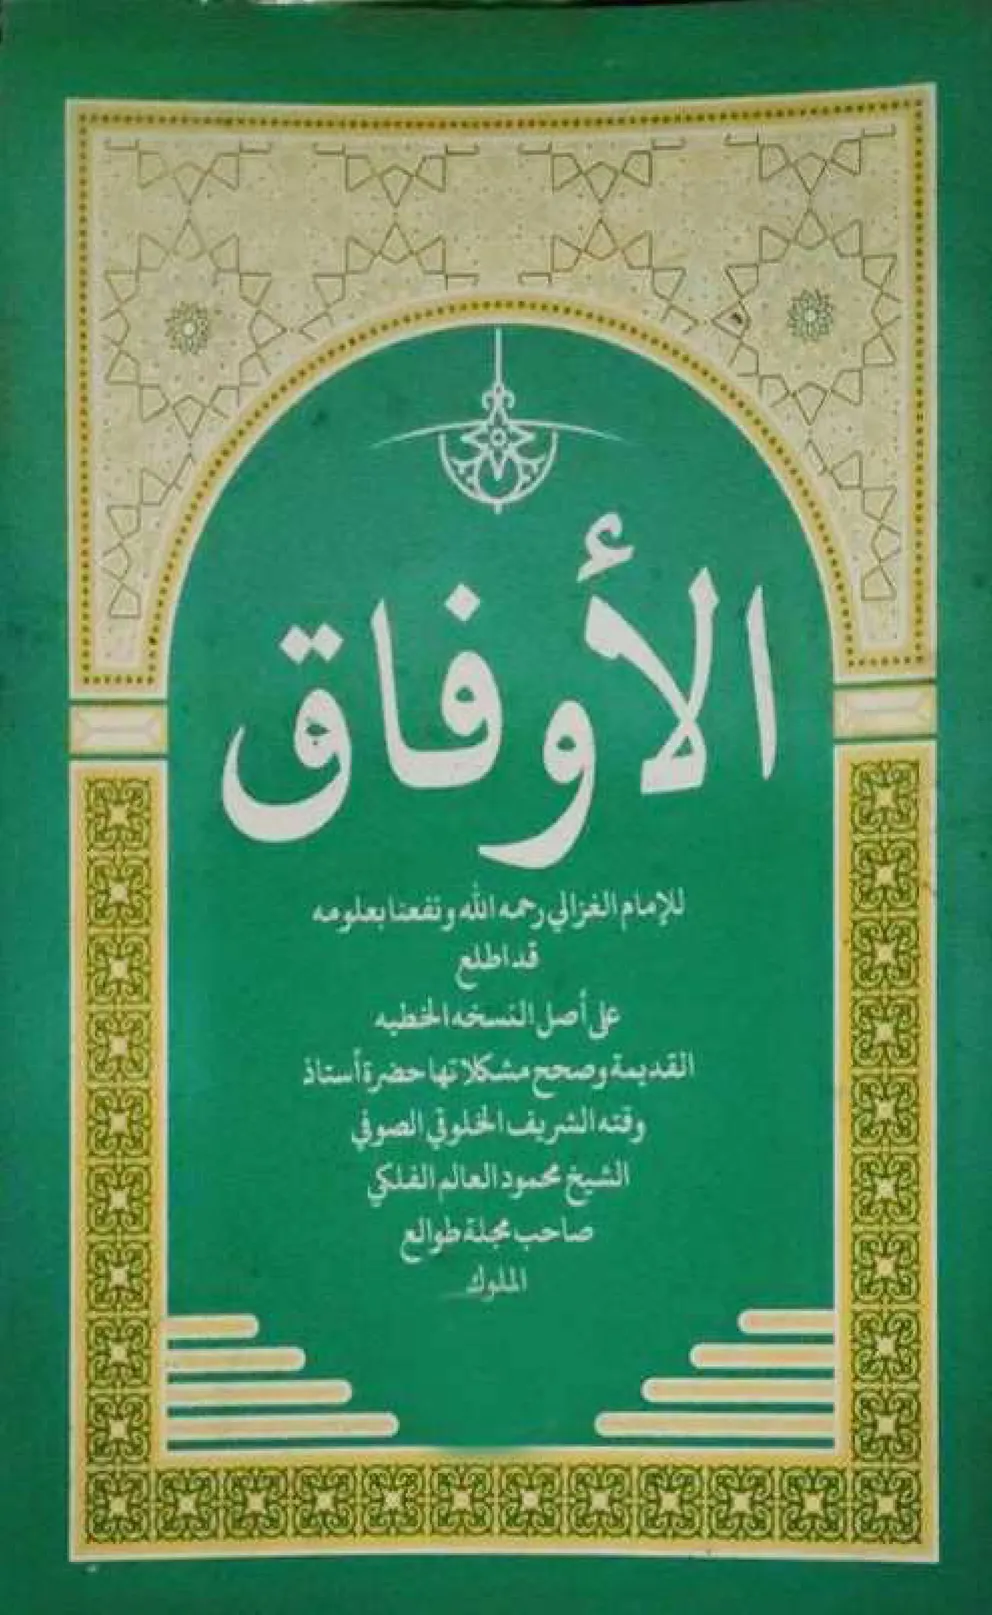 الأوفاق
للإمام الغزالي رحمه الله ونفعنا بعلومه
قد اطلع
على أصل النسخه الخطيه
القديمة وصحح مشكلاتها حضرة أستاذ
وقته الشريف الخلوقي الصوفي
الشيخ محمود العالم الفلكي
صاحب مجلة طوالع
الملوك